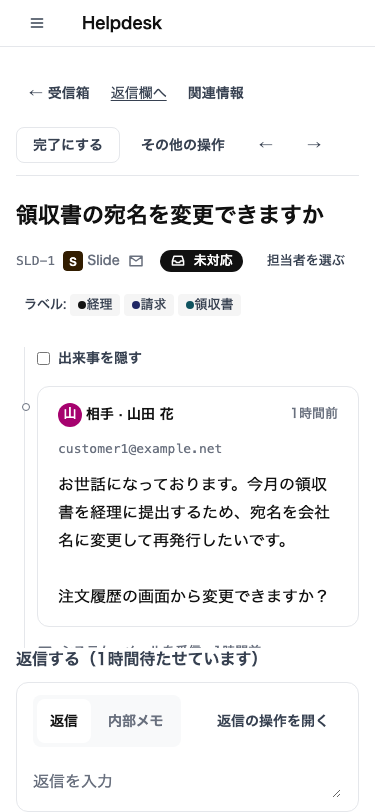 Helpdesk
← 受信箱 返信欄へ 関連情報
完了にする その他の操作 ← →
領収書の宛名を変更できますか
SLD-1 S Slide 未対応 担当者を選ぶ
ラベル: 経理 請求 領収書
出来事を隠す
山 相手 · 山田 花 1時間前
customer1@example.net
お世話になっております。今月の領収
書を経理に提出するため、宛名を会社
名に変更して再発行したいです。
注文履歴の画面から変更できますか？
返信する（1時間待たせています）
返信 内部メモ 返信の操作を開く
返信を入力